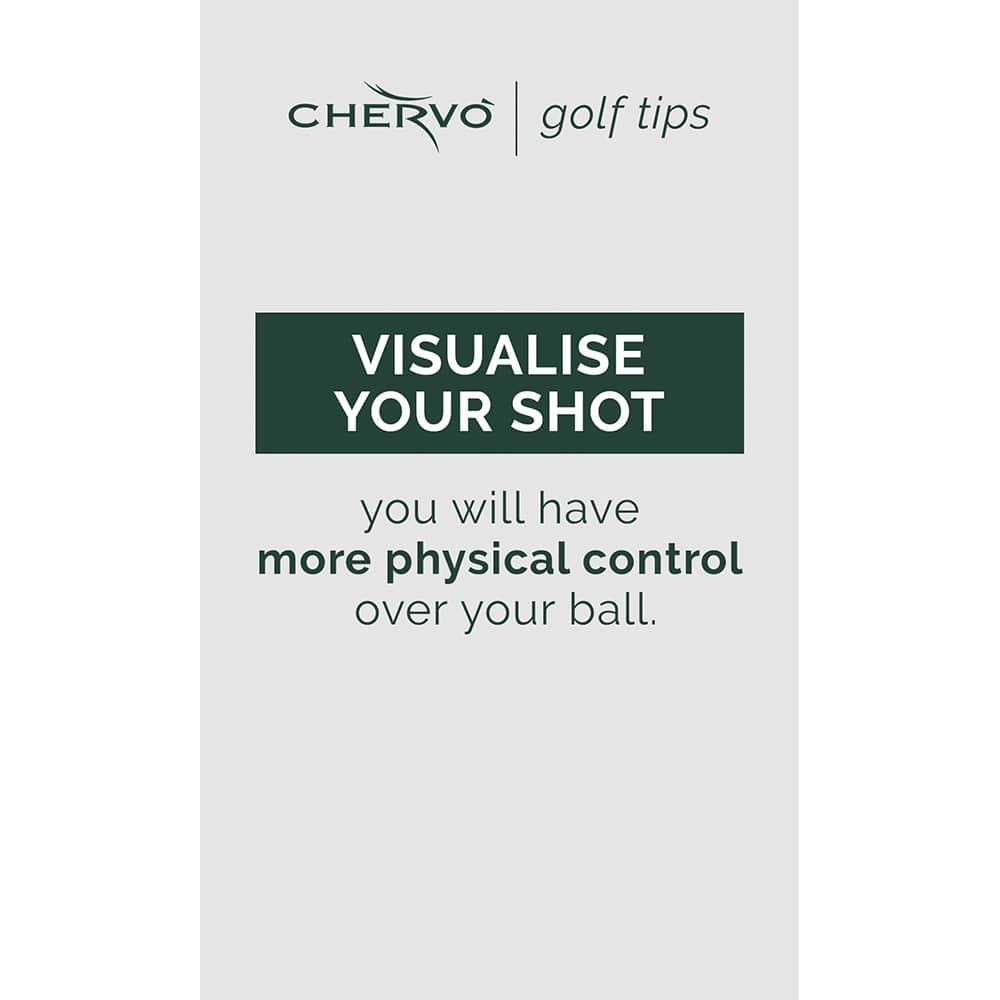 CHERVÒ | golf tips
VISUALISE
YOUR SHOT
you will have
more physical control
over your ball.